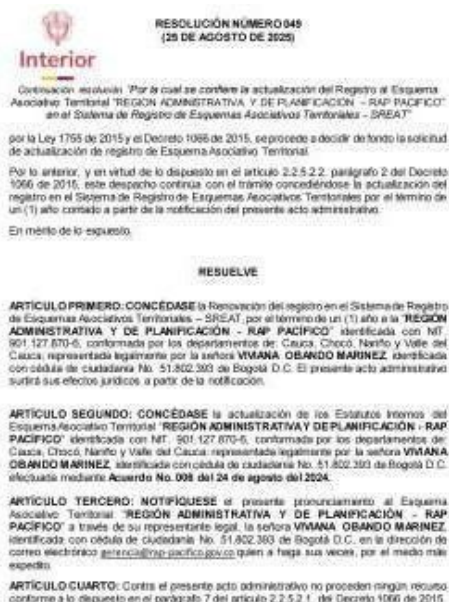 Interior
RESOLUCIÓN NÚMERO 049
(25 DE AGOSTO DE 2025)
Continuación resolución "Por la cual se confiere la actualización del Registro al Esquema
Asociativo Territorial "REGIÓN ADMINISTRATIVA Y DE PLANIFICACIÓN – RAP PACÍFICO"
en el Sistema de Registro de Esquemas Asociativos Territoriales – SREAT"
por la Ley 1755 de 2015 y el Decreto 1066 de 2015, se procede a decidir de fondo la solicitud
de actualización de registro de Esquema Asociativo Territorial.
Por lo anterior, y en virtud de lo dispuesto en el artículo 2.2.5.2.2. parágrafo 2 del Decreto
1066 de 2015, este despacho continúa con el trámite concediéndose la actualización del
registro en el Sistema de Registro de Esquemas Asociativos Territoriales por el término de
un (1) año contado a partir de la notificación del presente acto administrativo.
En mérito de lo expuesto,
RESUELVE
ARTÍCULO PRIMERO: CONCÉDASE la Renovación del registro en el Sistema de Registro
de Esquemas Asociativos Territoriales – SREAT, por el término de un (1) año a la "REGIÓN
ADMINISTRATIVA Y DE PLANIFICACIÓN - RAP PACÍFICO" identificada con NIT.
901.127.870-6, conformada por los departamentos de: Cauca, Chocó, Nariño y Valle del
Cauca, representada legalmente por la señora VIVIANA OBANDO MARINEZ, identificada
con cédula de ciudadanía No. 51.802.393 de Bogotá D.C. El presente acto administrativo
surtirá sus efectos jurídicos a partir de la notificación.
ARTÍCULO SEGUNDO: CONCÉDASE la actualización de los Estatutos Internos del
Esquema Asociativo Territorial "REGIÓN ADMINISTRATIVA Y DE PLANIFICACIÓN - RAP
PACÍFICO" identificada con NIT. 901.127.870-6, conformada por los departamentos de:
Cauca, Chocó, Nariño y Valle del Cauca, representada legalmente por la señora VIVIANA
OBANDO MARINEZ, identificada con cédula de ciudadanía No. 51.802.393 de Bogotá D.C.
efectuada mediante Acuerdo No. 006 del 24 de agosto del 2024.
ARTÍCULO TERCERO: NOTIFÍQUESE el presente pronunciamiento al Esquema
Asociativo Territorial "REGIÓN ADMINISTRATIVA Y DE PLANIFICACIÓN - RAP
PACÍFICO" a través de su representante legal, la señora VIVIANA OBANDO MARINEZ,
identificada con cédula de ciudadanía No. 51.802.393 de Bogotá D.C, en la dirección de
correo electrónico gerencia@rap-pacifico.gov.co quien a haga sus veces, por el medio más
expedito.
ARTÍCULO CUARTO: Contra el presente acto administrativo no proceden ningún recurso
conforme a lo dispuesto en el parágrafo 7 del artículo 2.2.5.2.1. del Decreto 1066 de 2015.